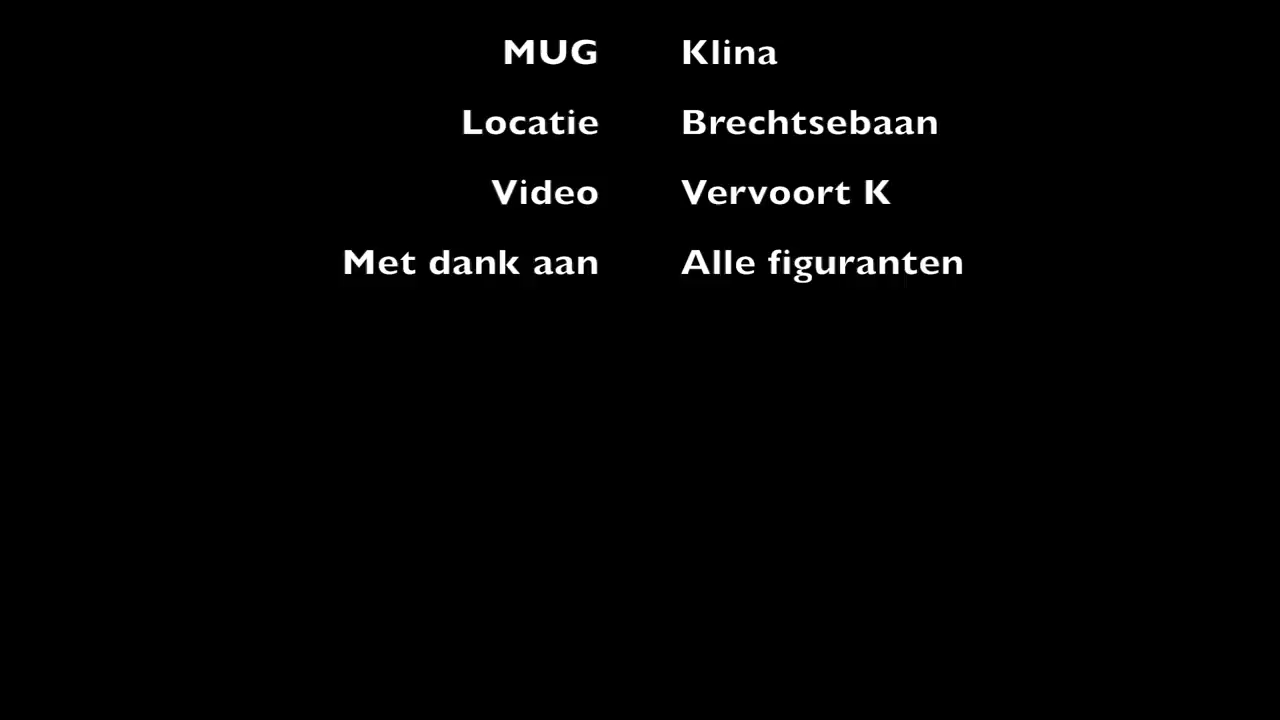 MUG Klina
Locatie Brechtsebaan
Video Vervoort K
Met dank aan Alle figuranten